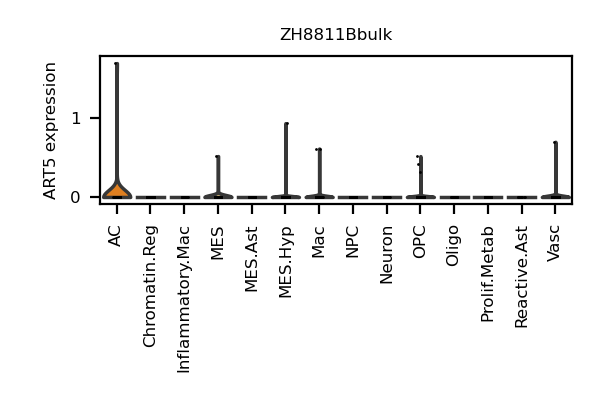 ZH8811Bbulk
ART5 expression
1
0
AC
Chromatin.Reg
Inflammatory.Mac
MES
MES.Ast
MES.Hyp
Mac
NPC
Neuron
OPC
Oligo
Prolif.Metab
Reactive.Ast
Vasc